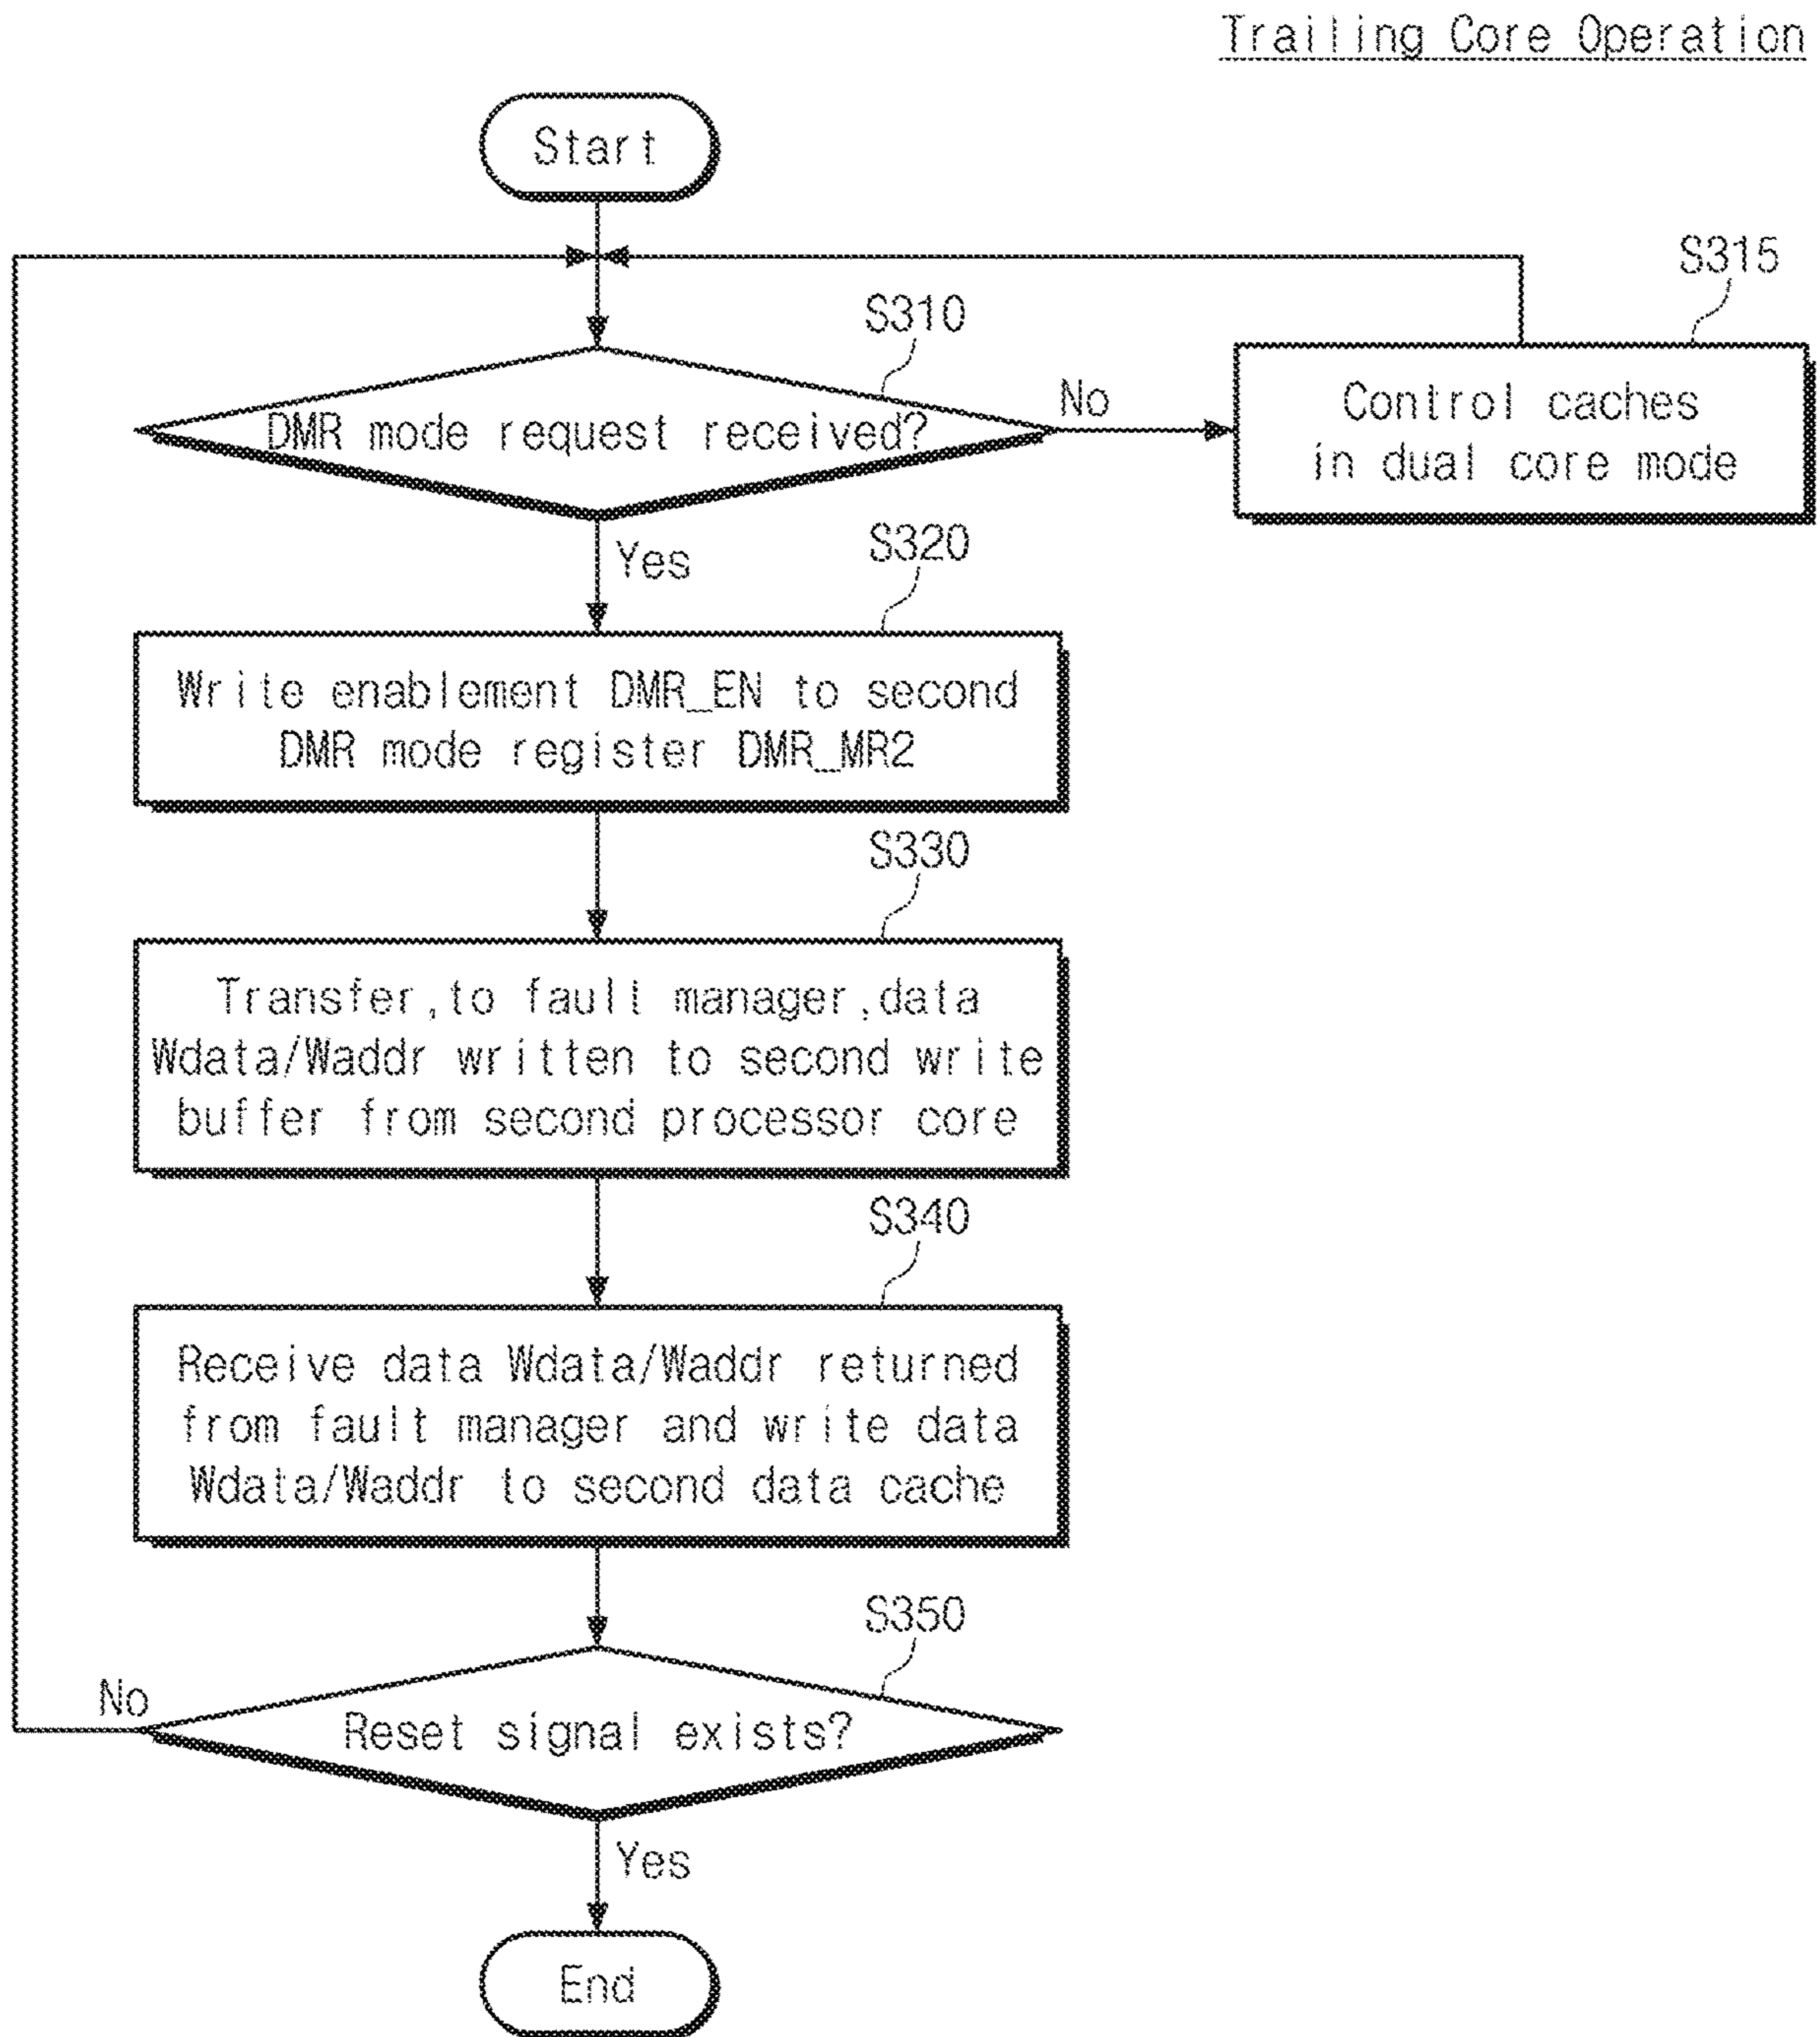 Trailing Core Operation
Start
S315
S310
DMR mode request received?
No
Control caches
in dual core mode
Yes
S320
Write enablement DMR_EN to second
DMR mode register DMR_MR2
S330
Transfer,to fault manager,data
Wdata/Waddr written to second write
buffer from second processor core
S340
Receive data Wdata/Waddr returned
from fault manager and write data
Wdata/Waddr to second data cache
S350
No
Reset signal exists?
Yes
End